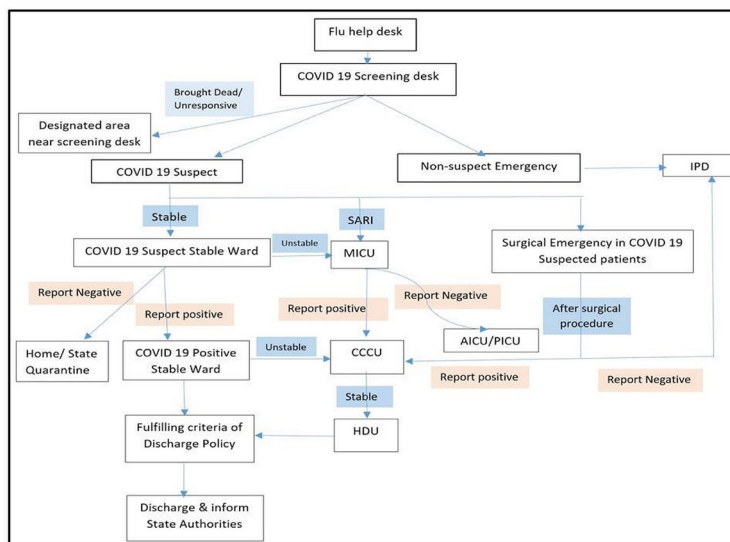 Flu help desk
COVID 19 Screening desk
Brought Dead/
Unresponsive
Designated area
near screening desk
COVID 19 Suspect
Non-suspect Emergency
IPD
Stable
SARI
COVID 19 Suspect Stable Ward
Unstable
MICU
Surgical Emergency in COVID 19
Suspected patients
Report Negative
Report positive
Report positive
Report Negative
After surgical
procedure
Home/ State
Quarantine
COVID 19 Positive
Stable Ward
Unstable
CCCU
AICU/PICU
Report positive
Report Negative
Stable
Fulfilling criteria of
Discharge Policy
HDU
Discharge & inform
State Authorities